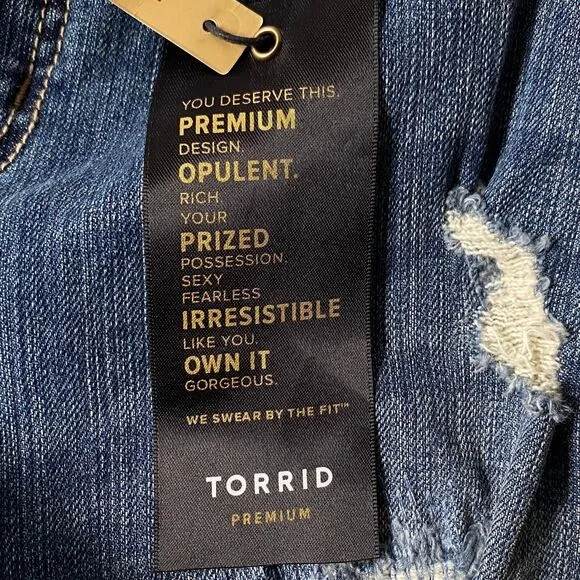 YOU DESERVE THIS.
PREMIUM
DESIGN.
OPULENT.
RICH
YOUR
PRIZED
POSSESSION.
SEXY
FEARLESS
IRRESISTIBLE
LIKE YOU.
OWN IT
GORGEOUS.
WE SWEAR BY THE FIT™
TORRID
PREMIUM